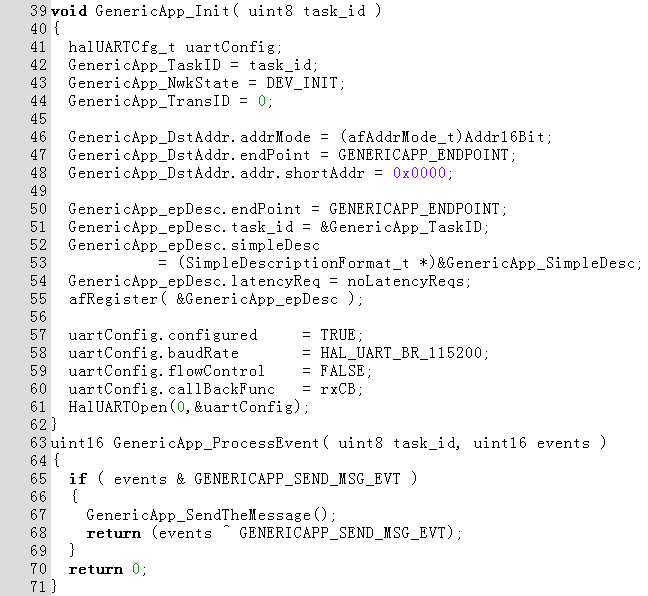 39 void GenericApp_Init( uint8 task_id )
40 {
41   halUARTCfg_t uartConfig;
42   GenericApp_TaskID = task_id;
43   GenericApp_NwkState = DEV_INIT;
44   GenericApp_TransID = 0;
45
46   GenericApp_DstAddr.addrMode = (afAddrMode_t)Addr16Bit;
47   GenericApp_DstAddr.endPoint = GENERICAPP_ENDPOINT;
48   GenericApp_DstAddr.addr.shortAddr = 0x0000;
49
50   GenericApp_epDesc.endPoint = GENERICAPP_ENDPOINT;
51   GenericApp_epDesc.task_id = &GenericApp_TaskID;
52   GenericApp_epDesc.simpleDesc
53             = (SimpleDescriptionFormat_t *)&GenericApp_SimpleDesc;
54   GenericApp_epDesc.latencyReq = noLatencyReqs;
55   afRegister( &GenericApp_epDesc );
56
57   uartConfig.configured     = TRUE;
58   uartConfig.baudRate       = HAL_UART_BR_115200;
59   uartConfig.flowControl    = FALSE;
60   uartConfig.callBackFunc   = rxCB;
61   HalUARTOpen(0,&uartConfig);
62 }
63 uint16 GenericApp_ProcessEvent( uint8 task_id, uint16 events )
64 {
65   if ( events & GENERICAPP_SEND_MSG_EVT )
66   {
67     GenericApp_SendTheMessage();
68     return (events ^ GENERICAPP_SEND_MSG_EVT);
69   }
70   return 0;
71 }